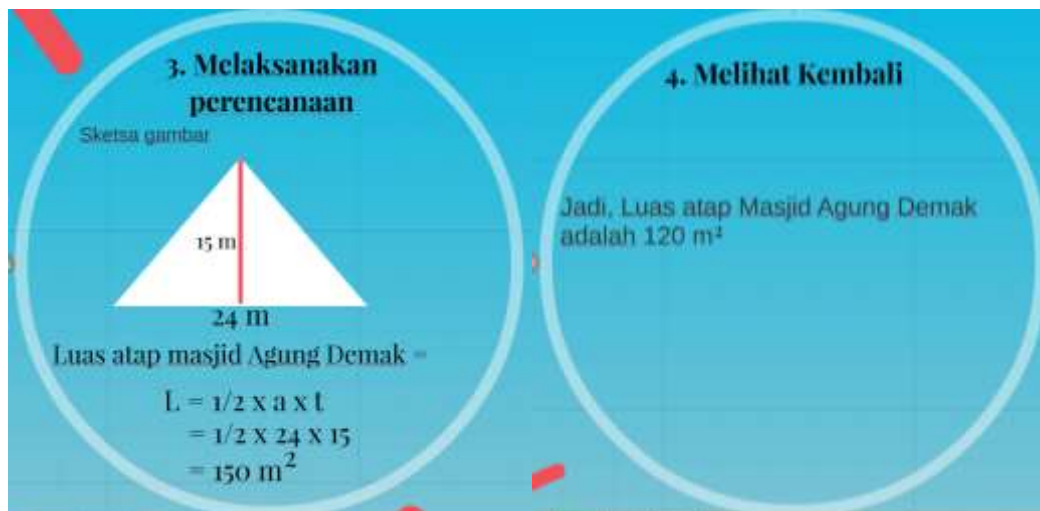 3. Melaksanakan
perencanaan
Sketsa gambar
15 m
24 m
Luas atap masjid Agung Demak =
L = 1/2 x a x t
= 1/2 x 24 x 15
= 150 m²
4. Melihat Kembali
Jadi, Luas atap Masjid Agung Demak
adalah 120 m²